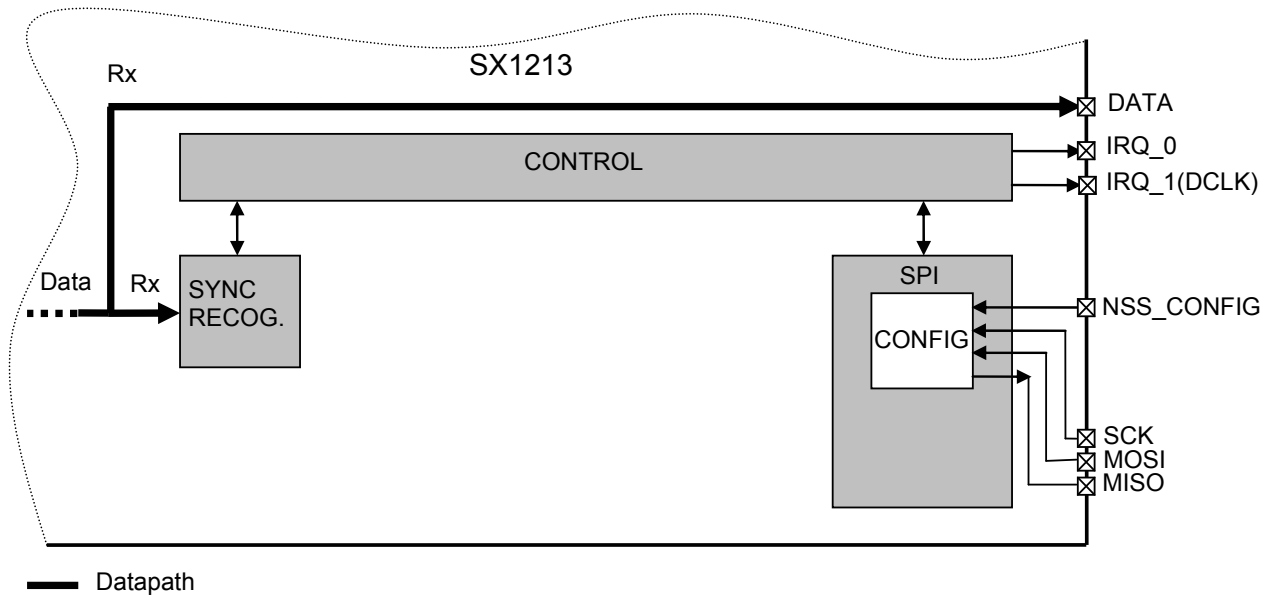 SX1213
Rx
DATA
CONTROL
IRQ_0
IRQ_1(DCLK)
Data
Rx
SYNC
RECOG.
SPI
CONFIG
NSS_CONFIG
SCK
MOSI
MISO
Datapath